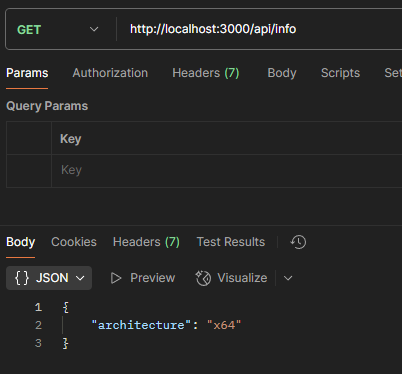 GET http://localhost:3000/api/info
Params Authorization Headers (7) Body Scripts Set
Query Params
Key
Key
Body Cookies Headers (7) Test Results
{} JSON Preview Visualize
1 {
2 "architecture": "x64"
3 }